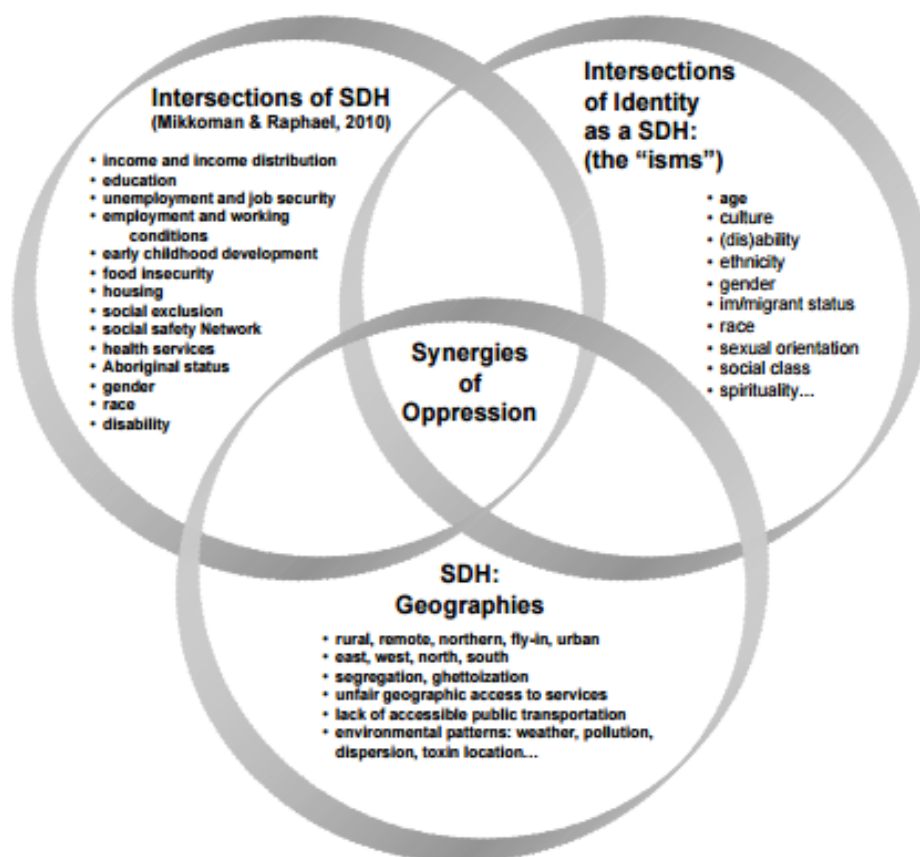 Intersections of SDH
(Mikkoman & Raphael, 2010)
• income and income distribution
• education
• unemployment and job security
• employment and working
conditions
• early childhood development
• food insecurity
• housing
• social exclusion
• social safety Network
• health services
• Aboriginal status
• gender
• race
• disability
Intersections
of Identity
as a SDH:
(the “isms”)
• age
• culture
• (dis)ability
• ethnicity
• gender
• im/migrant status
• race
• sexual orientation
• social class
• spirituality...
Synergies
of
Oppression
SDH:
Geographies
• rural, remote, northern, fly-in, urban
• east, west, north, south
• segregation, ghettoization
• unfair geographic access to services
• lack of accessible public transportation
• environmental patterns: weather, pollution,
dispersion, toxin location...